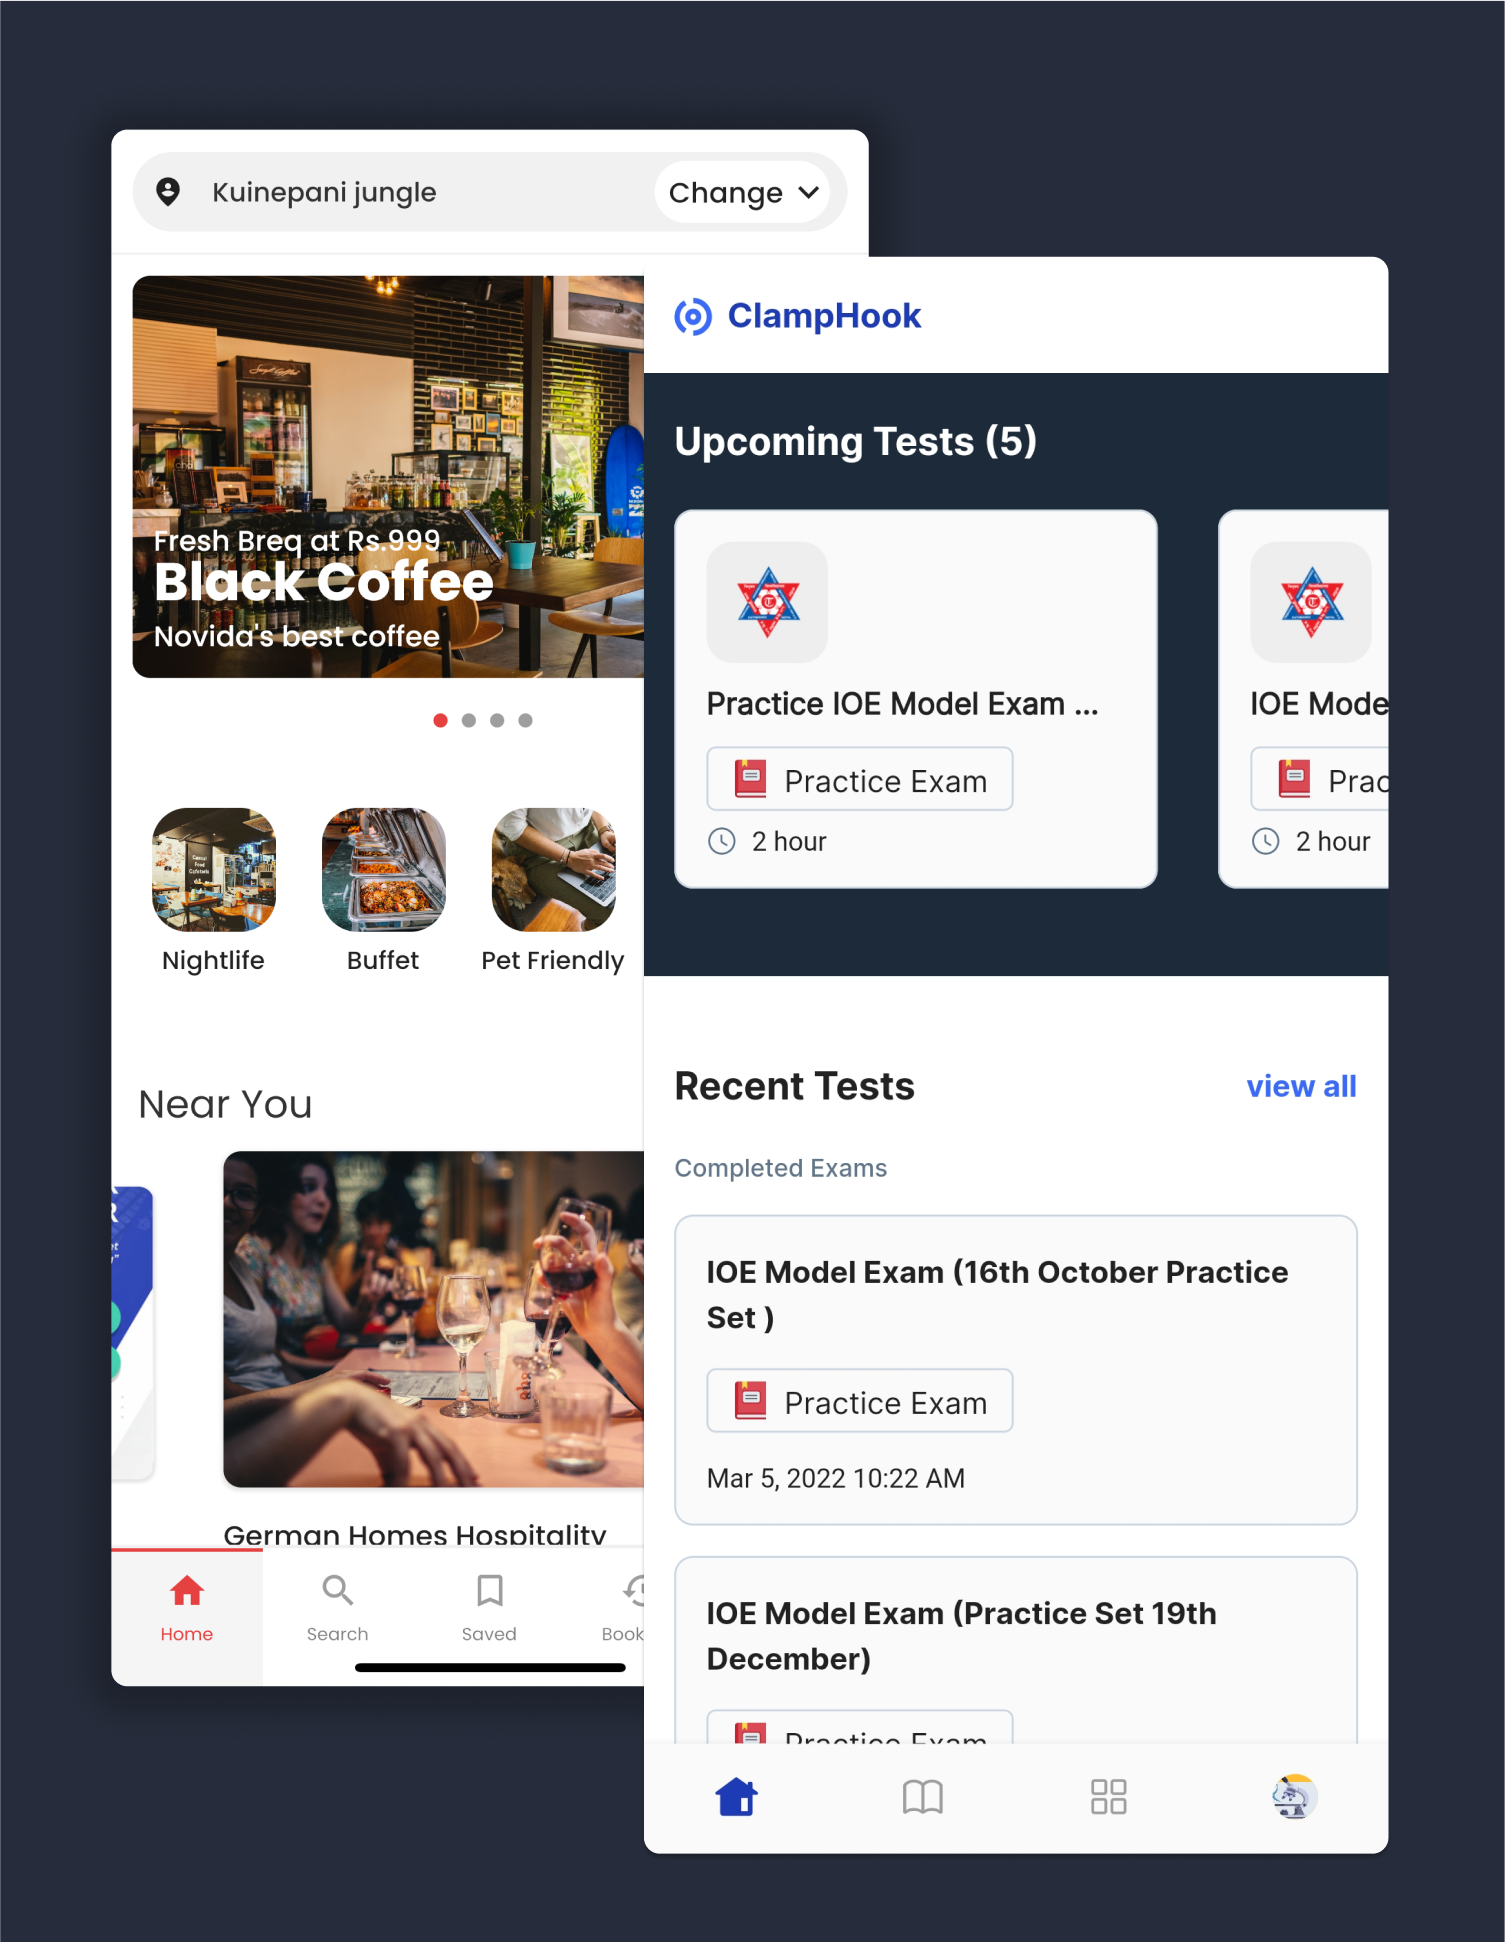 Kuinepani jungle
Change
Fresh Breq at Rs.999
Black Coffee
Novida's best coffee
Nightlife
Buffet
Pet Friendly
Near You
German Homes Hospitality
Home
Search
Saved
Book
ClampHook
Upcoming Tests (5)
Practice IOE Model Exam ...
Practice Exam
2 hour
IOE Mode
Prac
2 hour
Recent Tests
view all
Completed Exams
IOE Model Exam (16th October Practice
Set )
Practice Exam
Mar 5, 2022 10:22 AM
IOE Model Exam (Practice Set 19th
December)
Practice Exam